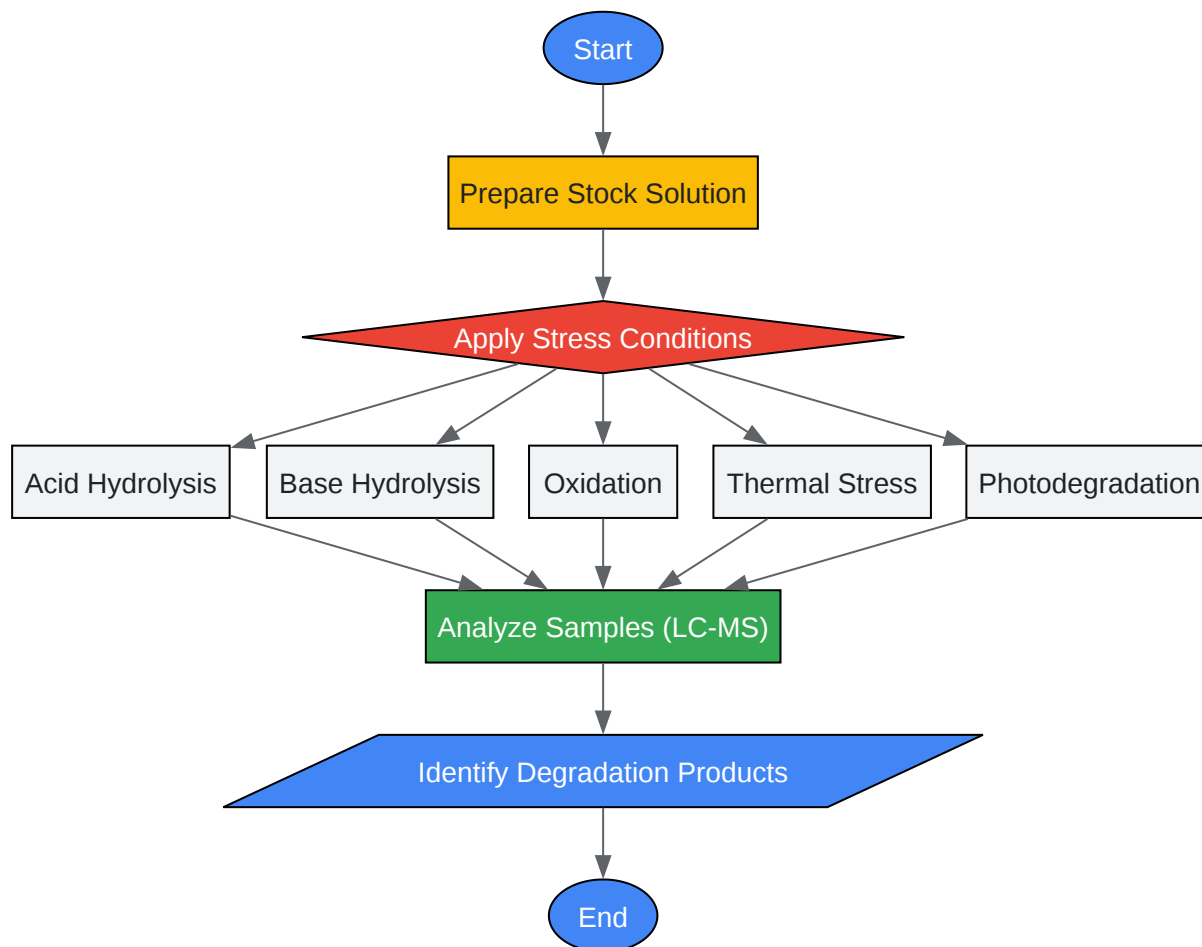 Start
Prepare Stock Solution
Apply Stress Conditions
Acid Hydrolysis
Base Hydrolysis
Oxidation
Thermal Stress
Photodegradation
Analyze Samples (LC-MS)
Identify Degradation Products
End